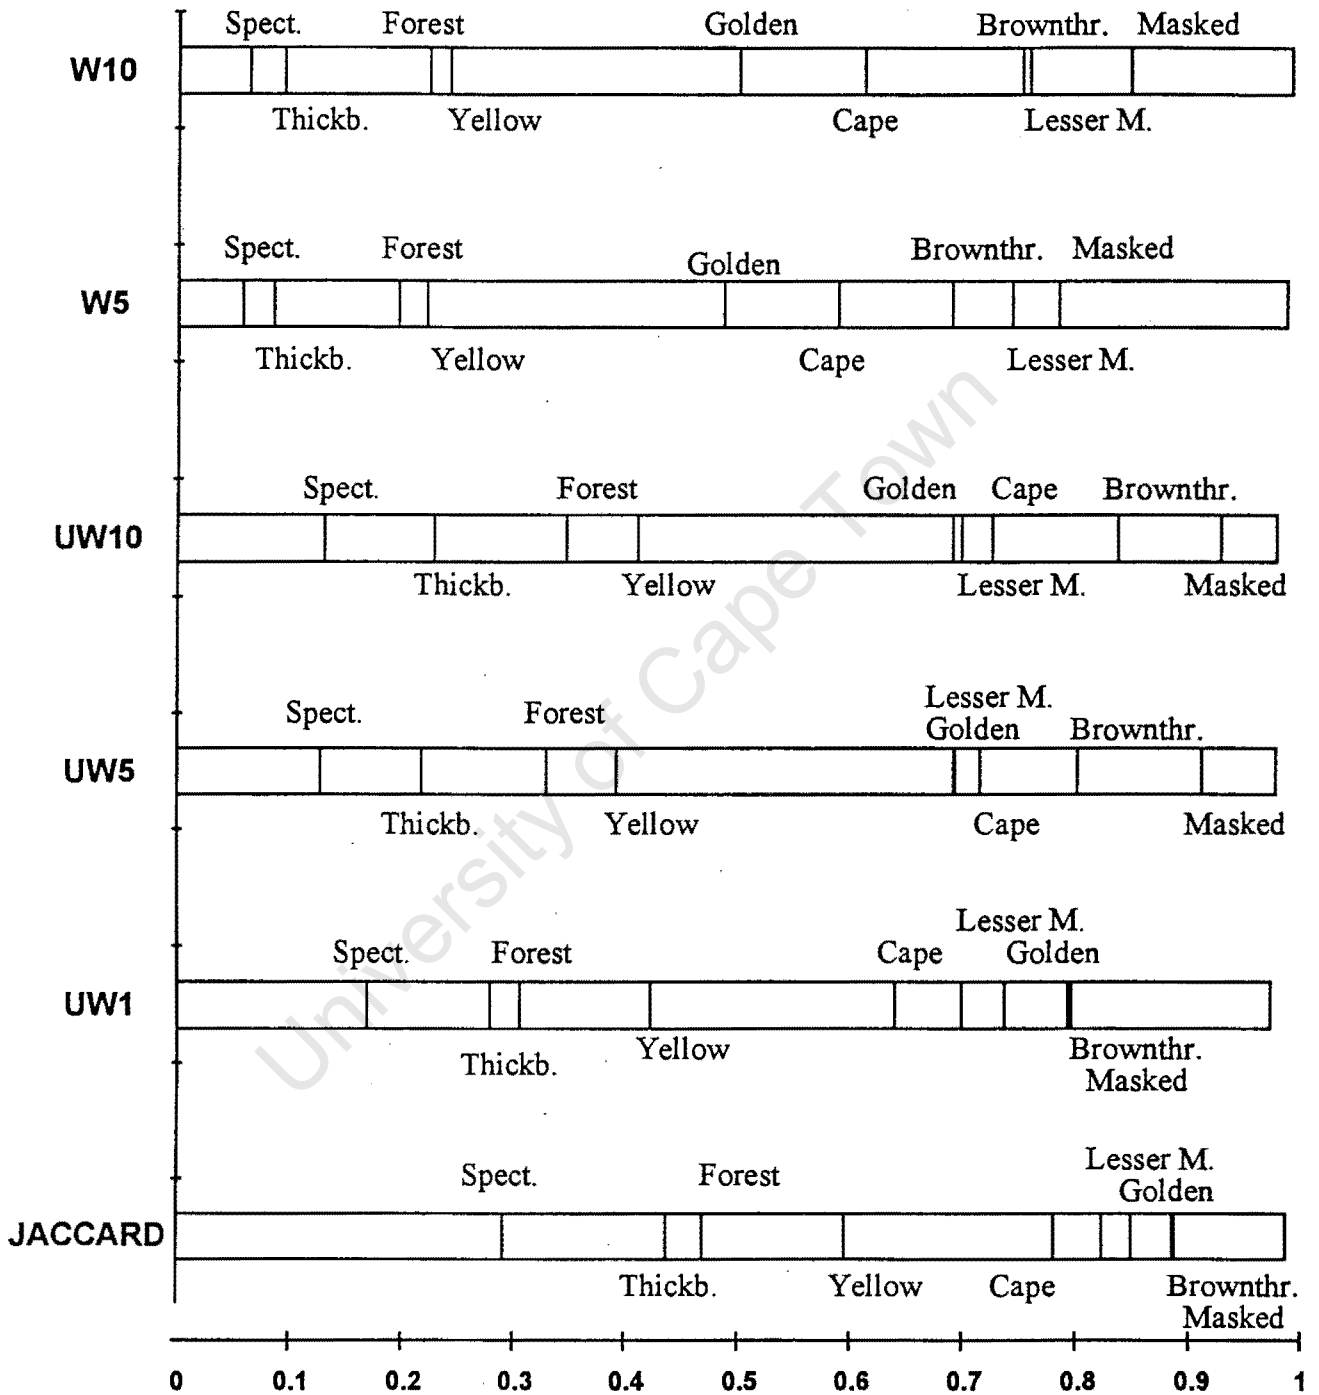 Spect. Forest Golden Brownthr. Masked
W10
Thickb. Yellow Cape Lesser M.
Spect. Forest Golden Brownthr. Masked
W5
Thickb. Yellow Cape Lesser M.
Spect. Forest Golden Cape Brownthr.
UW10
Thickb. Yellow Lesser M. Masked
Lesser M.
Spect. Forest Golden Brownthr.
UW5
Thickb. Yellow Cape Masked
Lesser M.
Spect. Forest Cape Golden
UW1
Yellow Brownthr.
Thickb. Masked
Lesser M.
Spect. Forest Golden
JACCARD
Thickb. Yellow Cape Brownthr.
Masked
0 0.1 0.2 0.3 0.4 0.5 0.6 0.7 0.8 0.9 1
University of Cape Town